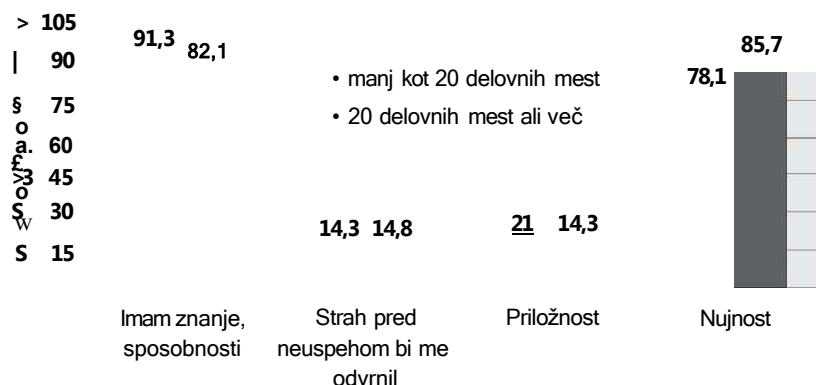 > 105
| 90
§ 75
o
a. 60
£
>3 45
o
S 30
w
S 15
91,3 82,1
• manj kot 20 delovnih mest
• 20 delovnih mest ali več
14,3 14,8
21 14,3
78,1 85,7
Imam znanje,
sposobnosti
Strah pred
neuspehom bi me
odvrnil
Priložnost
Nujnost